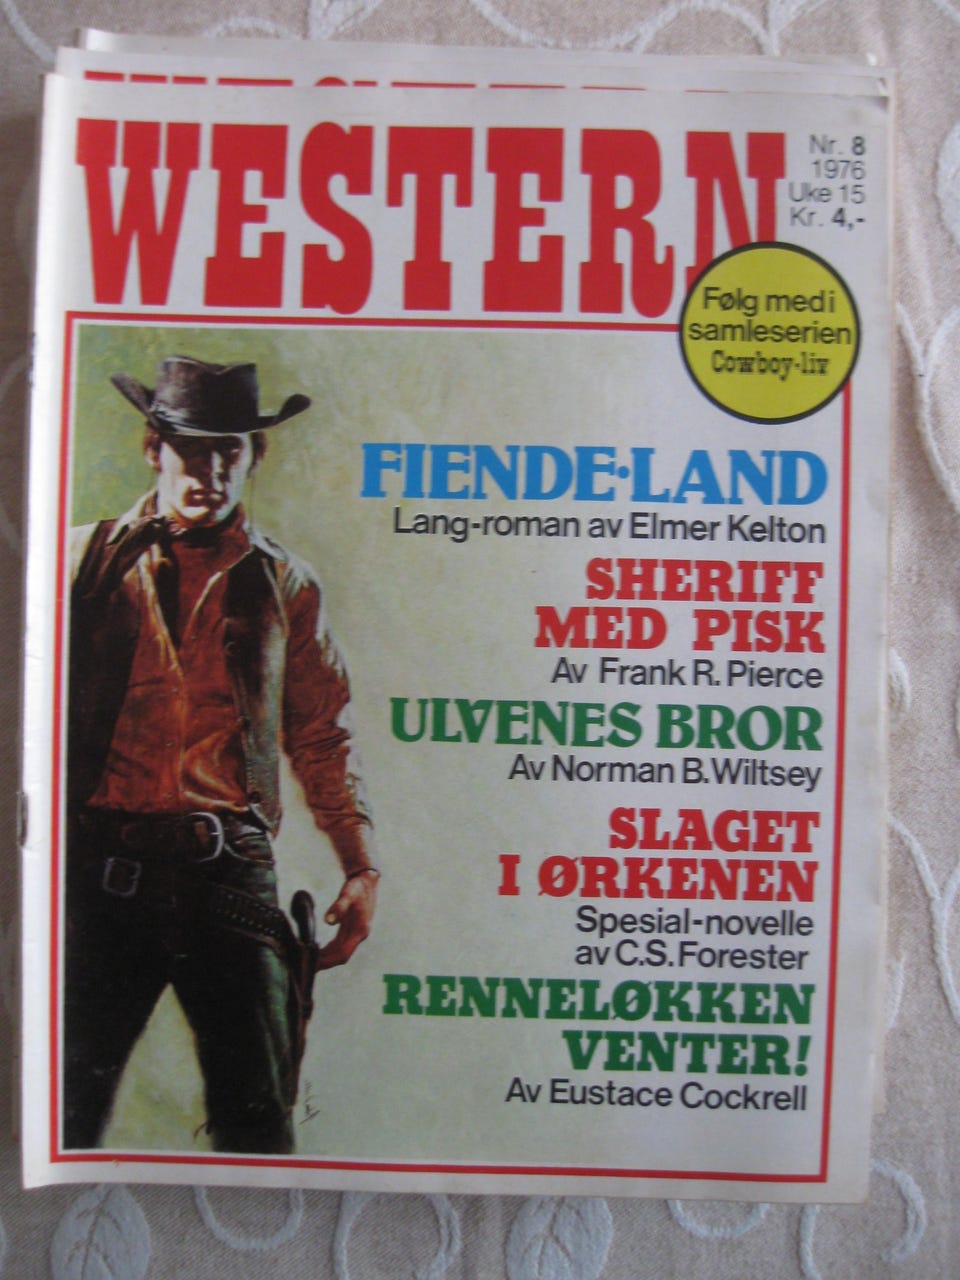 WESTERN
Nr. 8
1976
Uke 15
Kr. 4,-
Følg med i
samleserien
Cowboy-liv
FIENDE-LAND
Lang-roman av Elmer Kelton
SHERIFF
MED PISK
Av Frank R. Pierce
ULVENES BROR
Av Norman B. Wiltsey
SLAGET
I ØRKENEN
Spesial-novelle
av C.S. Forester
RENNELØKKEN
VENTER!
Av Eustace Cockrell